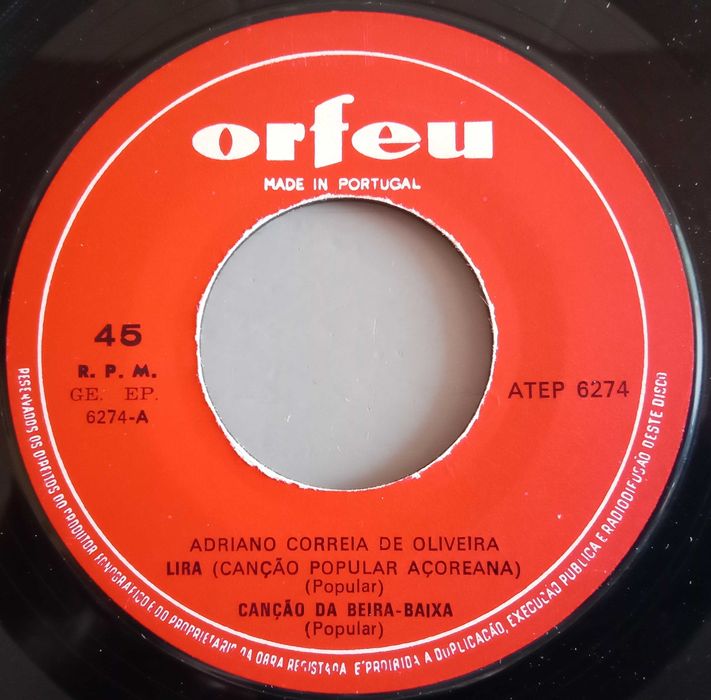 orfeu
MADE IN PORTUGAL
45
R. P. M.
GE. EP.
6274-A
ATEP 6274
ADRIANO CORREIA DE OLIVEIRA
LIRA (CANÇÃO POPULAR AÇOREANA)
(Popular)
CANÇÃO DA BEIRA-BAIXA
(Popular)
RESERVADOS OS DIREITOS DO PRODUTOR FONOGRÁFICO E DO PROPRIETÁRIO DA OBRA REGISTADA. É PROIBIDA A DUPLICAÇÃO, EXECUÇÃO PUBLICA E RADIODIFUSÃO DESTE DISCO